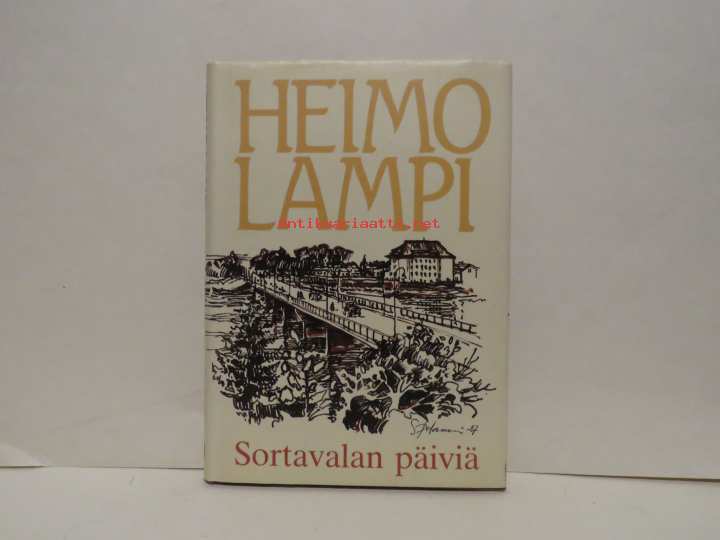 HEIMO
LAMPI
antikvariaatti.net
Sortavalan päiviä